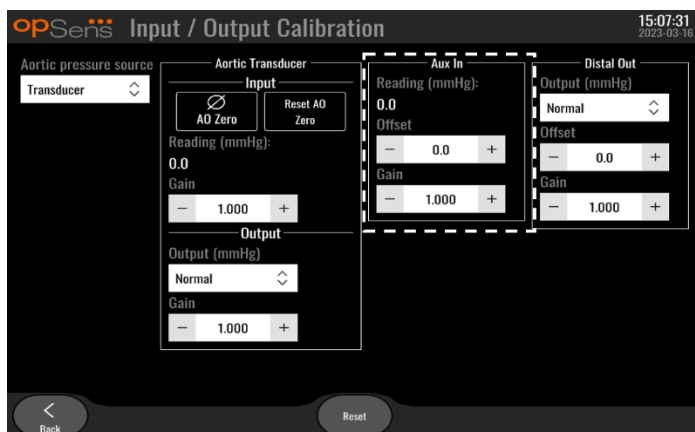 opSens Input / Output Calibration
15:07:31
2023-03-16
Aortic pressure source
Transducer
Aortic Transducer
Input
AO Zero
Reset AO
Zero
Reading (mmHg):
0.0
Gain
− 1.000 +
Output
Output (mmHg)
Normal
Gain
− 1.000 +
Aux In
Reading (mmHg):
0.0
Offset
− 0.0 +
Gain
− 1.000 +
Distal Out
Output (mmHg)
Normal
Offset
− 0.0 +
Gain
− 1.000 +
Back
Reset